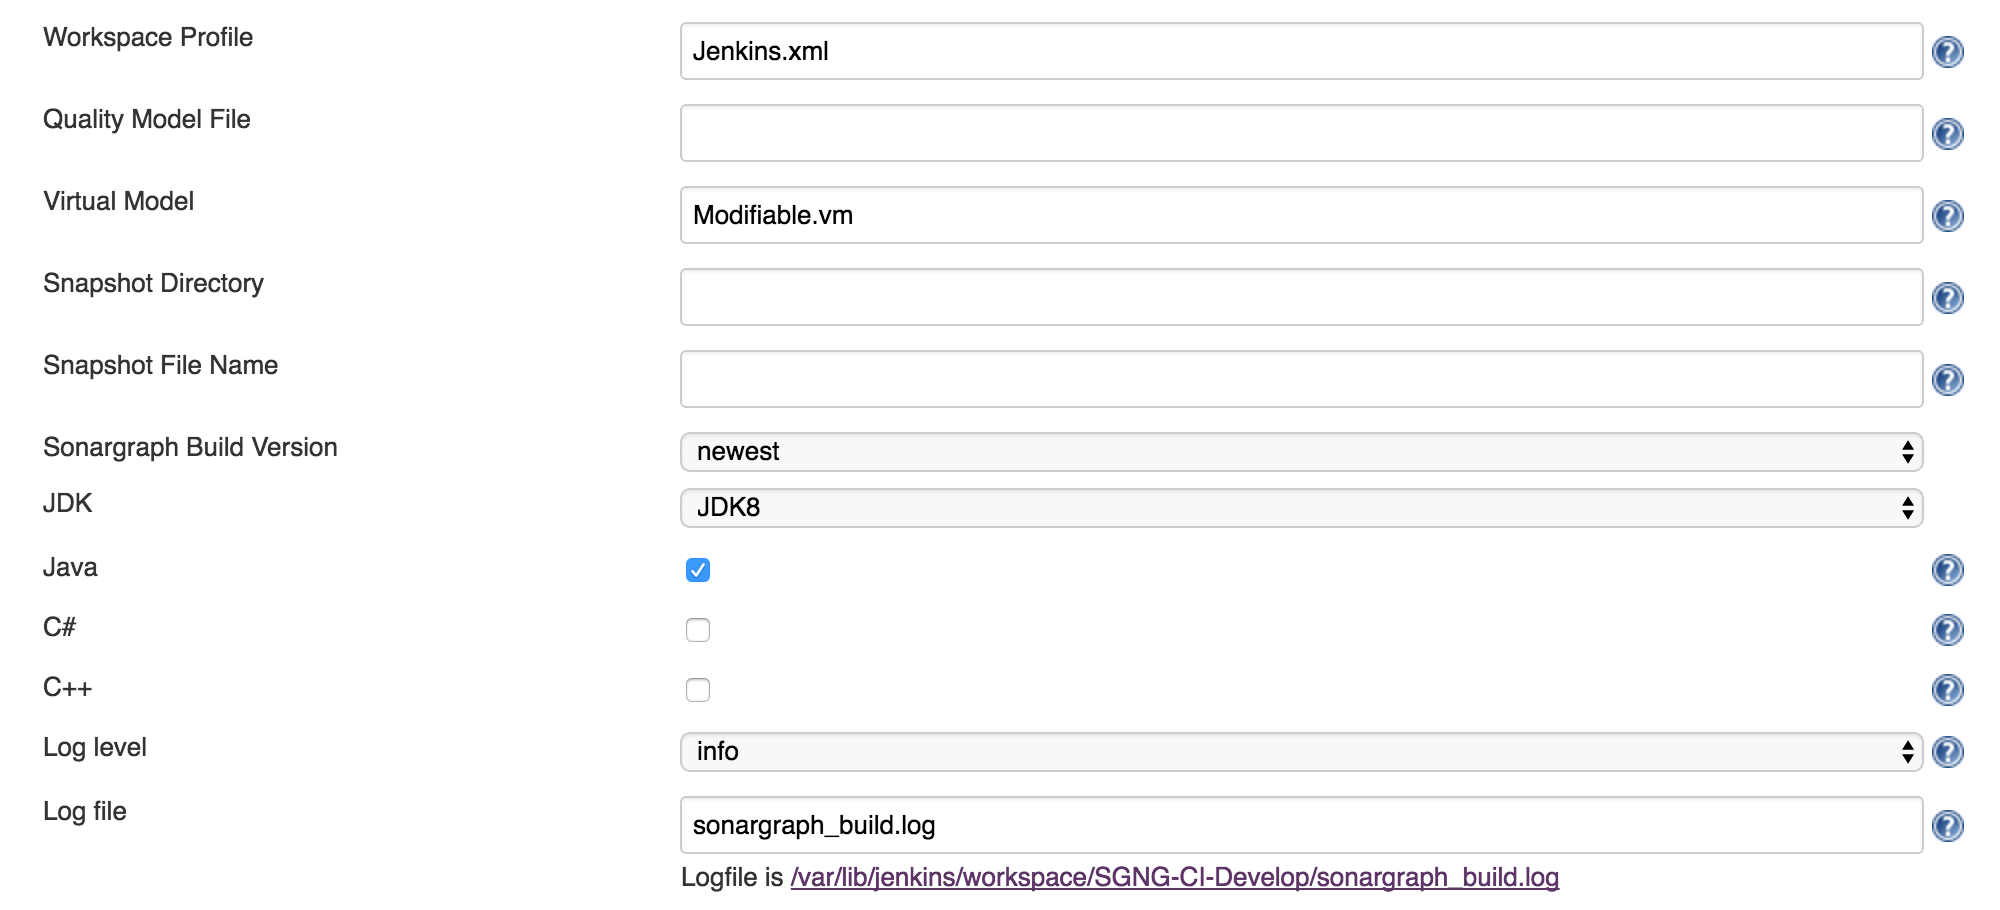 Workspace Profile
Jenkins.xml
?
Quality Model File
?
Virtual Model
Modifiable.vm
?
Snapshot Directory
?
Snapshot File Name
?
Sonargraph Build Version
newest
JDK
JDK8
Java
?
C#
?
C++
?
Log level
info
?
Log file
sonargraph_build.log
?
Logfile is /var/lib/jenkins/workspace/SGNG-CI-Develop/sonargraph_build.log